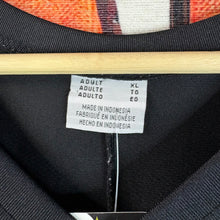 ADULT XL
ADULTE TG
ADULTO EG
MADE IN INDONESIA
FABRIQUÉ EN INDONÉSIE
HECHO EN INDONESIA